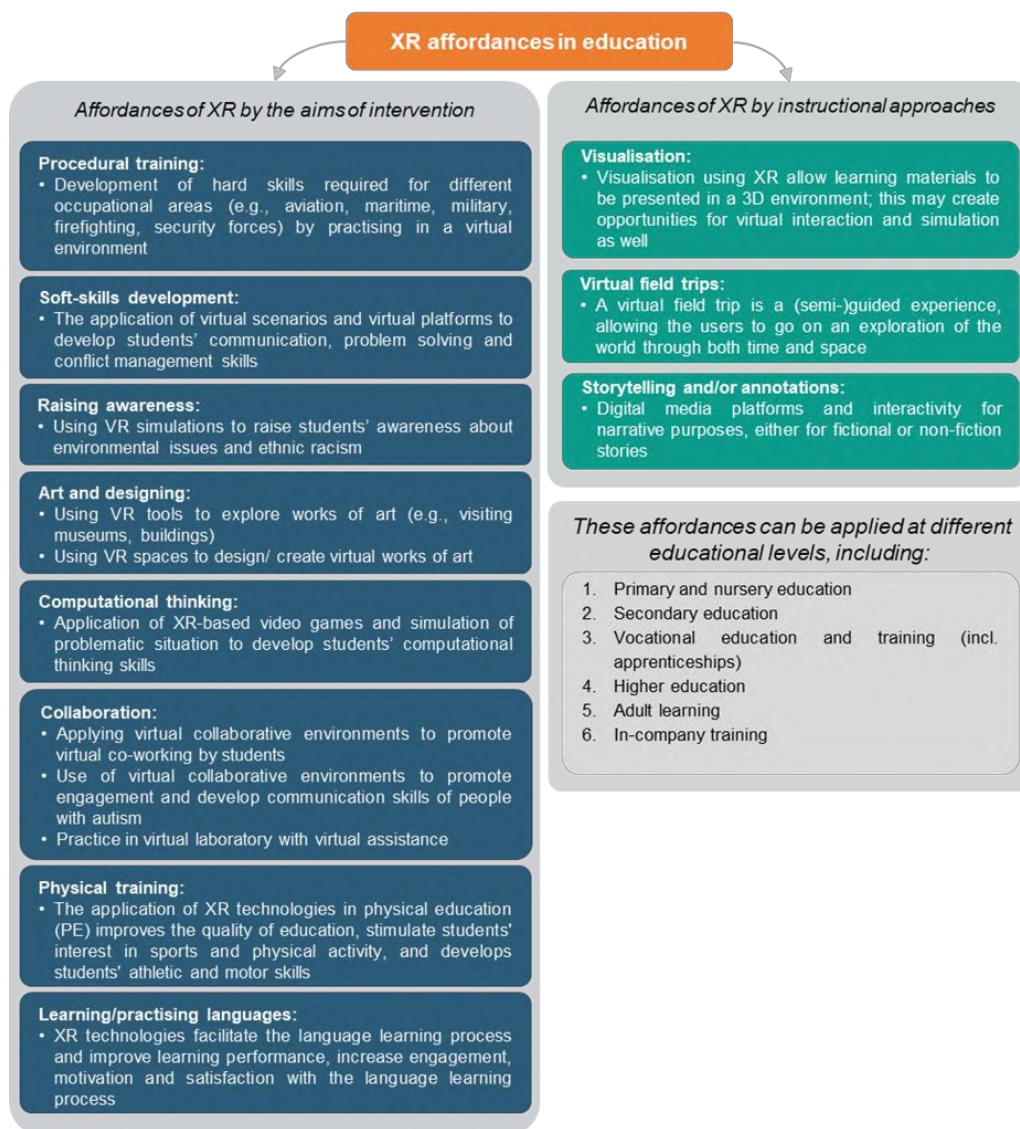 XR affordances in education
Affordances of XR by the aims of intervention
Procedural training:
• Development of hard skills required for different
occupational areas (e.g., aviation, maritime, military,
firefighting, security forces) by practising in a virtual
environment
Soft-skills development:
• The application of virtual scenarios and virtual platforms to
develop students' communication, problem solving and
conflict management skills
Raising awareness:
• Using VR simulations to raise students' awareness about
environmental issues and ethnic racism
Art and designing:
• Using VR tools to explore works of art (e.g., visiting
museums, buildings)
• Using VR spaces to design/ create virtual works of art
Computational thinking:
• Application of XR-based video games and simulation of
problematic situation to develop students' computational
thinking skills
Collaboration:
• Applying virtual collaborative environments to promote
virtual co-working by students
• Use of virtual collaborative environments to promote
engagement and develop communication skills of people
with autism
• Practice in virtual laboratory with virtual assistance
Physical training:
• The application of XR technologies in physical education
(PE) improves the quality of education, stimulate students'
interest in sports and physical activity, and develops
students' athletic and motor skills
Learning/practising languages:
• XR technologies facilitate the language learning process
and improve learning performance, increase engagement,
motivation and satisfaction with the language learning
process
Affordances of XR by instructional approaches
Visualisation:
• Visualisation using XR allow learning materials to
be presented in a 3D environment; this may create
opportunities for virtual interaction and simulation
as well
Virtual field trips:
• A virtual field trip is a (semi-)guided experience,
allowing the users to go on an exploration of the
world through both time and space
Storytelling and/or annotations:
• Digital media platforms and interactivity for
narrative purposes, either for fictional or non-fiction
stories
These affordances can be applied at different
educational levels, including:
1. Primary and nursery education
2. Secondary education
3. Vocational education and training (incl.
apprenticeships)
4. Higher education
5. Adult learning
6. In-company training